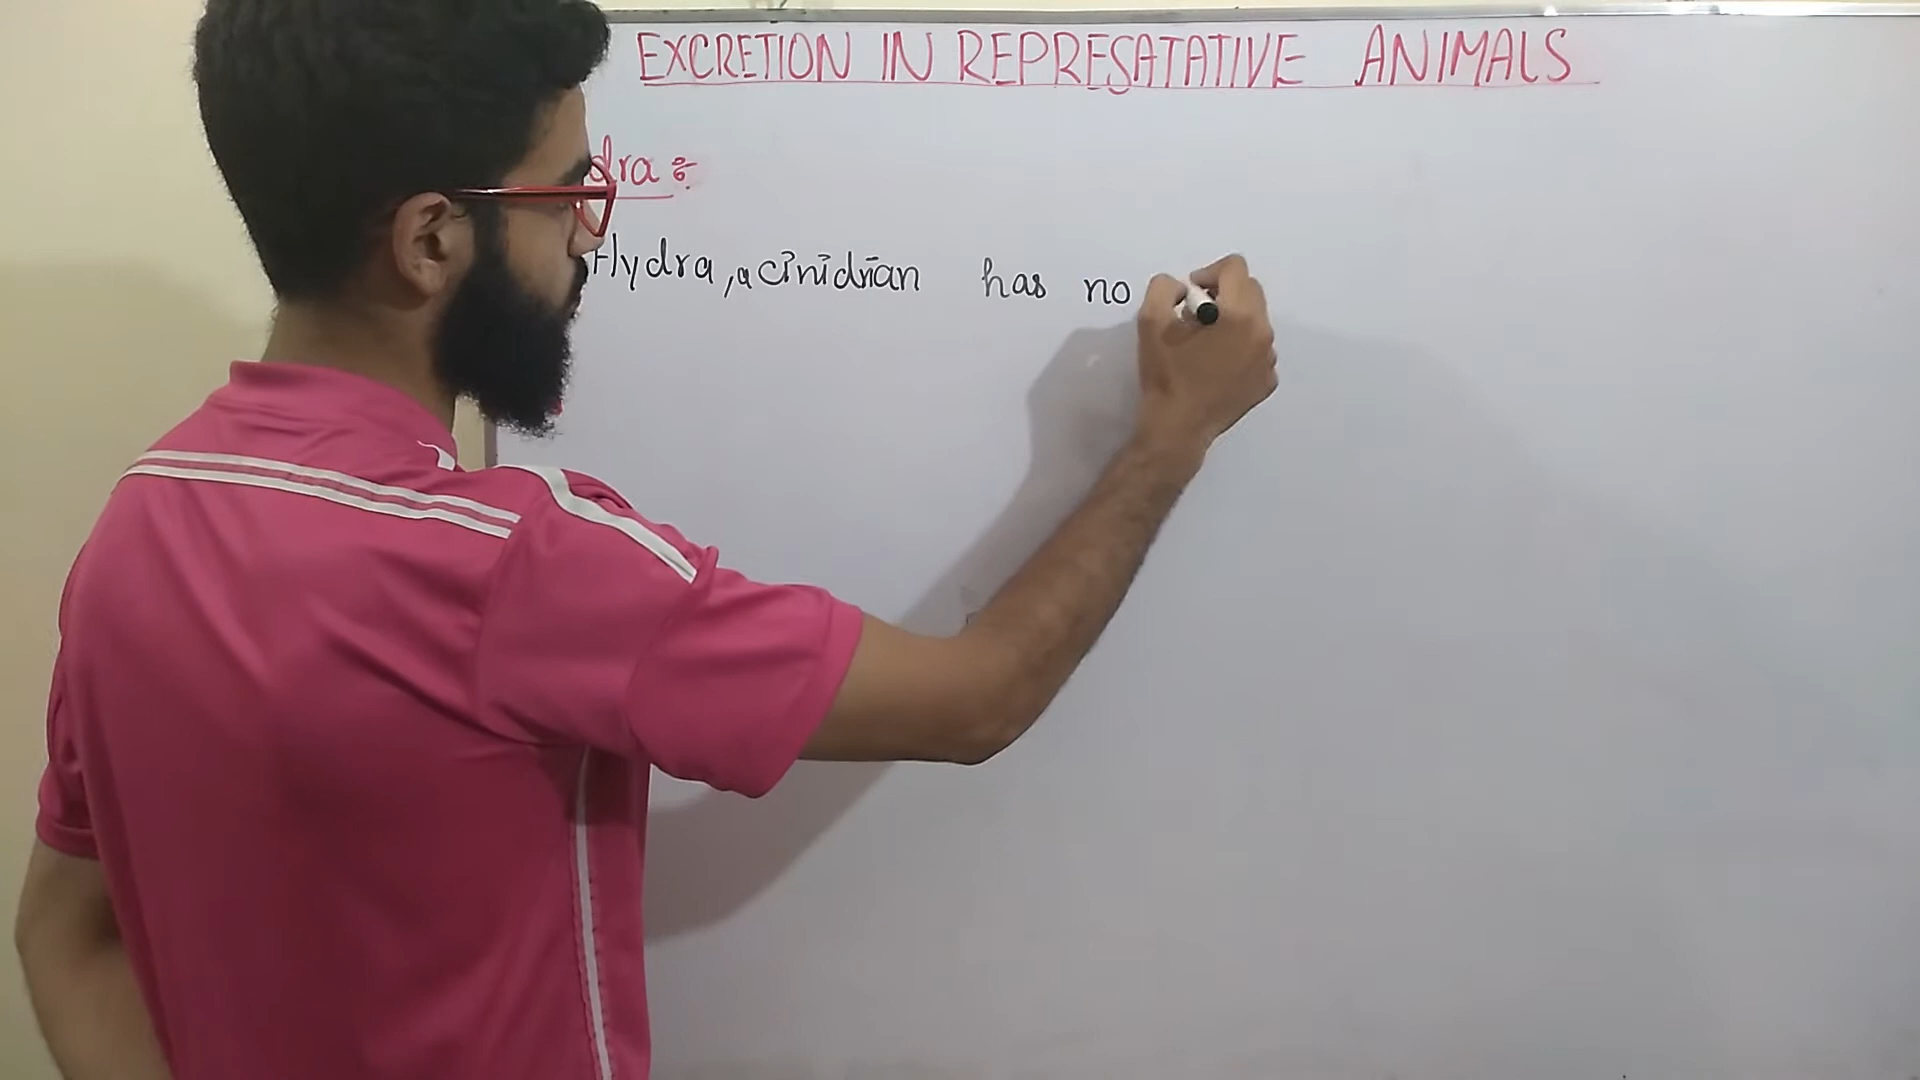 EXCRETION IN REPRESATATIVE ANIMALS
dra :
Hydra, a cinidrian has no